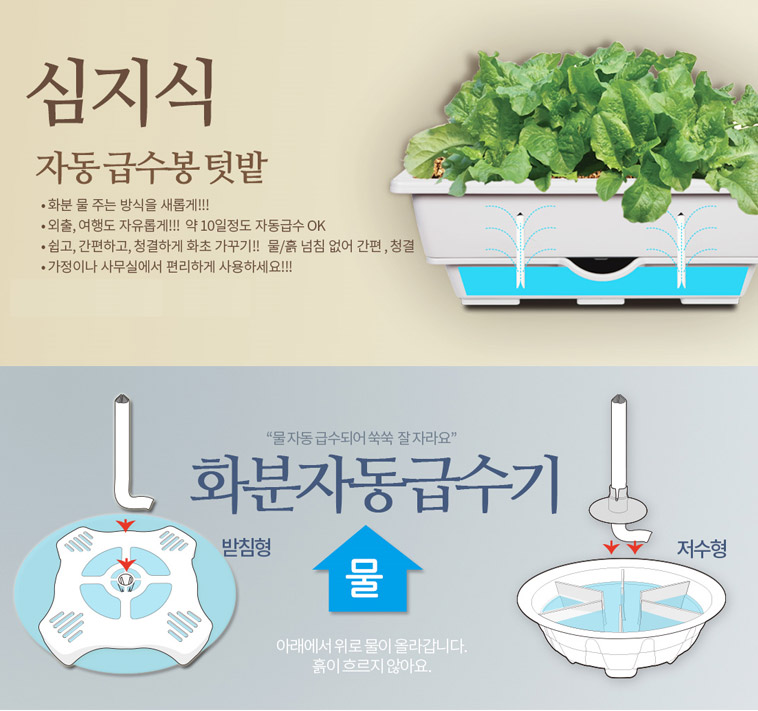 심지식
자동급수봉 텃밭
• 화분 물 주는 방식을 새롭게!!!
• 외출, 여행도 자유롭게!!! 약 10일정도 자동급수 OK
• 쉽고, 간편하고, 청결하게 화초 가꾸기!! 물/흙 넘침 없어 간편, 청결
• 가정이나 사무실에서 편리하게 사용하세요!!!
“물 자동 급수되어 쑥쑥 잘 자라요”
화분자동급수기
받침형
저수형
물
아래에서 위로 물이 올라갑니다.
흙이 흐르지 않아요.